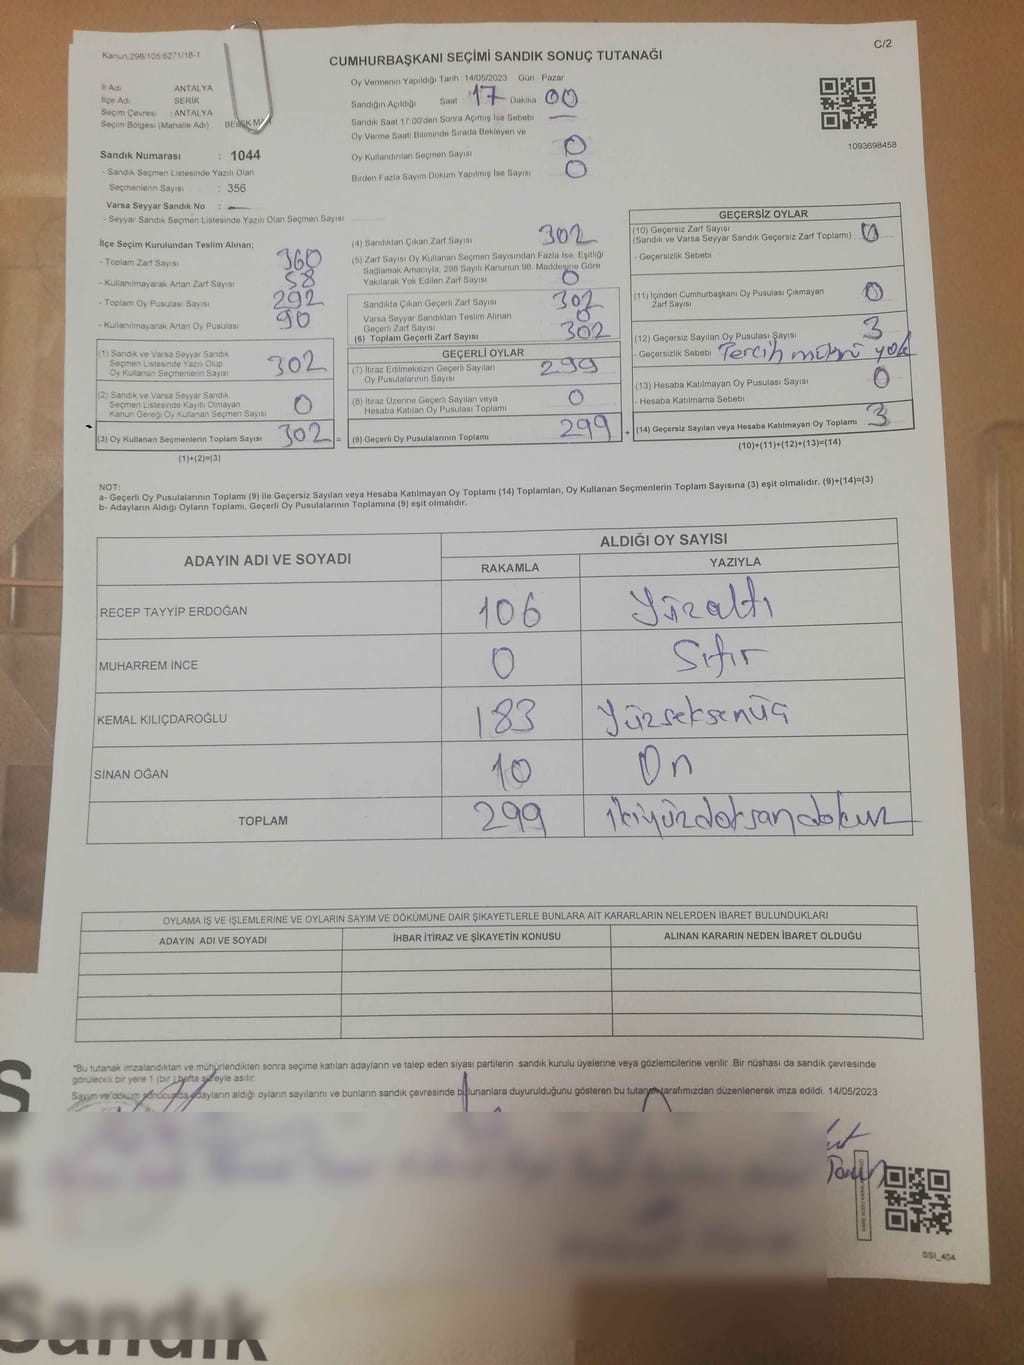 Kanun,298/105,6271/18-1
C/2
CUMHURBAŞKANI SEÇİMİ SANDIK SONUÇ TUTANAĞI
İl Adı ANTALYA
İlçe Adı SERİK
Seçim Çevresi : ANTALYA
Seçim Bölgesi (Mahalle Adı)
Sandık Numarası : 1044
- Sandık Seçmen Listesinde Yazılı Olan
Seçmenlerin Sayısı : 356
Varsa Seyyar Sandık No : —
- Seyyar Sandık Seçmen Listesinde Yazılı Olan Seçmen Sayısı
Oy Vermenin Yapıldığı Tarih :14/05/2023 Gün Pazar
Sandığın Açıldığı Saat 17 Dakika 00
Sandık Saat 17:00'den Sonra Açımış İse Sebebi —
Oy Verme Saati Bitiminde Sırada Bekleyen ve
Oy Kullandırılan Seçmen Sayısı 0
Birden Fazla Sayım Döküm Yapılmış İse Sayısı 0
1093698458
İlçe Seçim Kurulundan Teslim Alınan;
- Toplam Zarf Sayısı 360
- Kullanılmayarak Artan Zarf Sayısı 58
- Toplam Oy Pusulası Sayısı 292
- Kullanılmayarak Artan Oy Pusulası 90
(1) Sandık ve Varsa Seyyar Sandık
Seçmen Listesinde Yazılı Olup
Oy Kullanan Seçmenlerin Sayısı 302
(2) Sandık ve Varsa Seyyar Sandık
Seçmen Listesinde Kayıtlı Olmayan
Kanun Gereği Oy Kullanan Seçmen Sayısı 0
(3) Oy Kullanan Seçmenlerin Toplam Sayısı 302 =
(1)+(2)=(3)
(4) Sandıktan Çıkan Zarf Sayısı 302
(5) Zarf Sayısı Oy Kullanan Seçmen Sayısından Fazla İse, Eşitliği
Sağlamak Amacıyla, 298 Sayılı Kanunun 98. Maddesine Göre
Yakılarak Yok Edilen Zarf Sayısı 0
Sandıkta Çıkan Geçerli Zarf Sayısı 302
Varsa Seyyar Sandıktan Teslim Alınan
Geçerli Zarf Sayısı 0
(6) Toplam Geçerli Zarf Sayısı 302
GEÇERLİ OYLAR
(7) İtiraz Edilmeksizin Geçerli Sayılan
Oy Pusulalarının Sayısı 299
(8) İtiraz Üzerine Geçerli Sayılan veya
Hesaba Katılan Oy Pusulası Toplamı 0
(9) Geçerli Oy Pusulalarının Toplamı 299 +
GEÇERSİZ OYLAR
(10) Geçersiz Zarf Sayısı
(Sandık ve Varsa Seyyar Sandık Geçersiz Zarf Toplamı) 0
- Geçersizlik Sebebi
(11) İçinden Cumhurbaşkanı Oy Pusulası Çıkmayan
Zarf Sayısı 0
(12) Geçersiz Sayılan Oy Pusulası Sayısı 3
- Geçersizlik Sebebi Tercih mührü yok
(13) Hesaba Katılmayan Oy Pusulası Sayısı 0
- Hesaba Katılmama Sebebi
(14) Geçersiz Sayılan veya Hesaba Katılmayan Oy Toplamı 3
(10)+(11)+(12)+(13)=(14)
NOT:
a- Geçerli Oy Pusulalarının Toplamı (9) ile Geçersiz Sayılan veya Hesaba Katılmayan Oy Toplamı (14) Toplamları, Oy Kullanan Seçmenlerin Toplam Sayısına (3) eşit olmalıdır. (9)+(14)=(3)
b- Adayların Aldığı Oyların Toplamı, Geçerli Oy Pusulalarının Toplamına (9) eşit olmalıdır.
ADAYIN ADI VE SOYADI
ALDIĞI OY SAYISI
RAKAMLA YAZIYLA
RECEP TAYYİP ERDOĞAN 106 Yüzaltı
MUHARREM İNCE 0 Sıfır
KEMAL KILIÇDAROĞLU 183 Yüzseksenüç
SİNAN OĞAN 10 On
TOPLAM 299 ikiyüzdoksandokuz
OYLAMA İŞ VE İŞLEMLERİNE VE OYLARIN SAYIM VE DÖKÜMÜNE DAİR ŞİKAYETLERLE BUNLARA AİT KARARLARIN NELERDEN İBARET BULUNDUKLARI
ADAYIN ADI VE SOYADI İHBAR İTİRAZ VE ŞİKAYETİN KONUSU ALINAN KARARIN NEDEN İBARET OLDUĞU
*Bu tutanak imzalandıktan ve mühürlendikten sonra seçime katılan adayların ve talep eden siyasi partilerin sandık kurulu üyelerine veya gözlemcilerine verilir .Bir nüshası da sandık çevresinde
görülecek bir yere 1 (bir ) hafta süreyle asılır.
Sayım ve döküm sonucunda adayların aldığı oyların sayılarını ve bunların sandık çevresinde bulunanlara duyurulduğunu gösteren bu tutanak tarafımızdan düzenlenerek imza edildi. 14/05/2023
SSI_404
Sandık